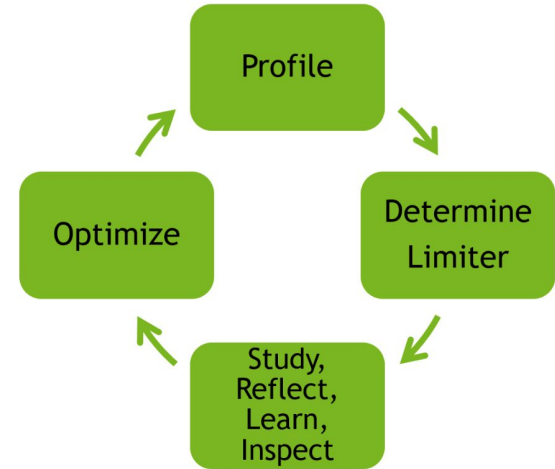 Profile
Determine
Limiter
Study,
Reflect,
Learn,
Inspect
Optimize